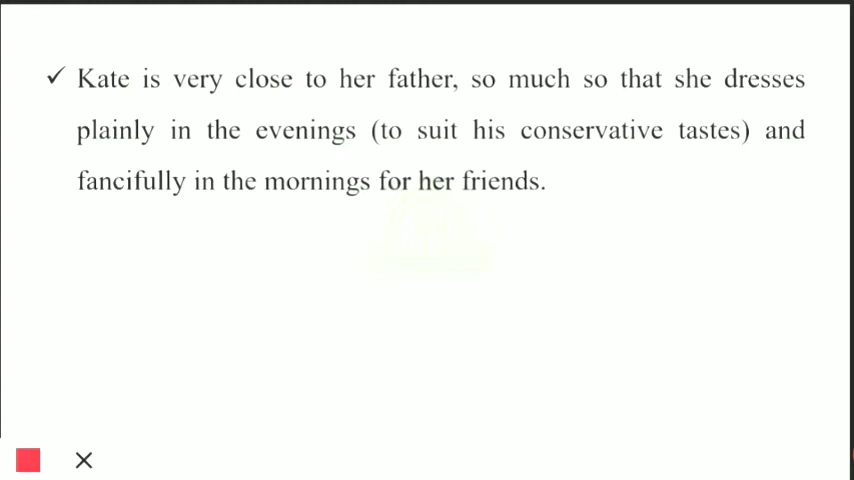 ✓ Kate is very close to her father, so much so that she dresses
plainly in the evenings (to suit his conservative tastes) and
fancifully in the mornings for her friends.